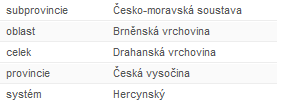 subprovincie Česko-moravská soustava
oblast Brněnská vrchovina
celek Drahanská vrchovina
provincie Česká vysočina
systém Hercynský